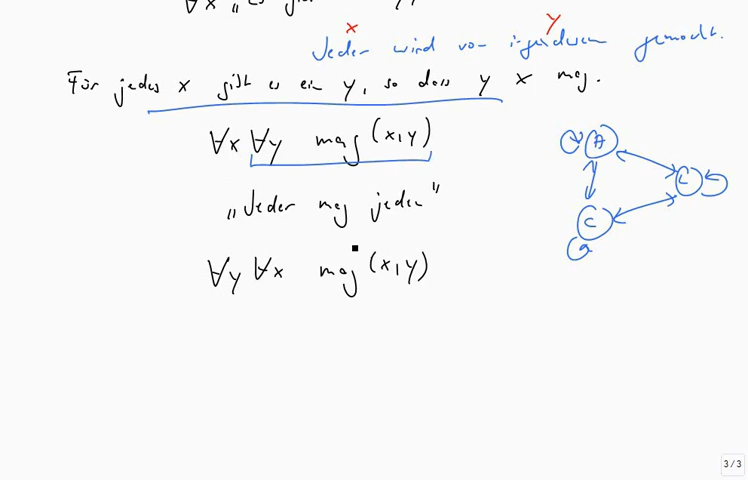 x y
Jeder wird von irgendwem gemocht.
Für jedes x gibt es ein y, so dass y x mag.
∀x ∀y mag (x,y)
„Jeder mag jeden"
∀y ∀x mag (x,y)
A
L
C
3/3